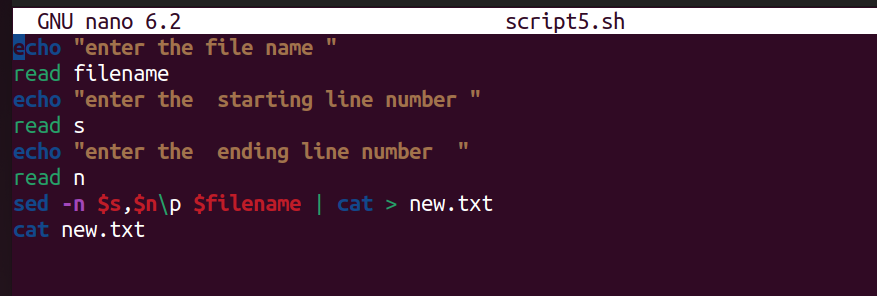 GNU nano 6.2 script5.sh
echo "enter the file name "
read filename
echo "enter the  starting line number "
read s
echo "enter the  ending line number  "
read n
sed -n $s,$n\p $filename | cat > new.txt
cat new.txt